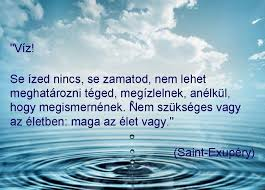 "Víz!
Se ízed nincs, se zamatod, nem lehet
meghatározni téged, megízlelnek, anélkül,
hogy megismernének. Nem szükséges vagy
az életben: maga az élet vagy."
(Saint-Exupéry)